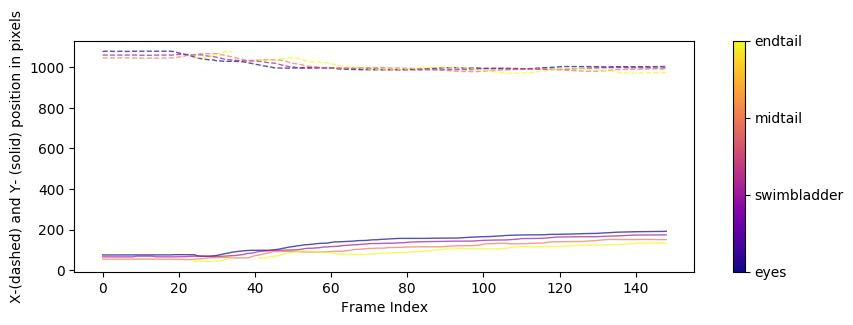 X-(dashed) and Y- (solid) position in pixels
1000
800
600
400
200
0
0 20 40 60 80 100 120 140
Frame Index
endtail
midtail
swimbladder
eyes